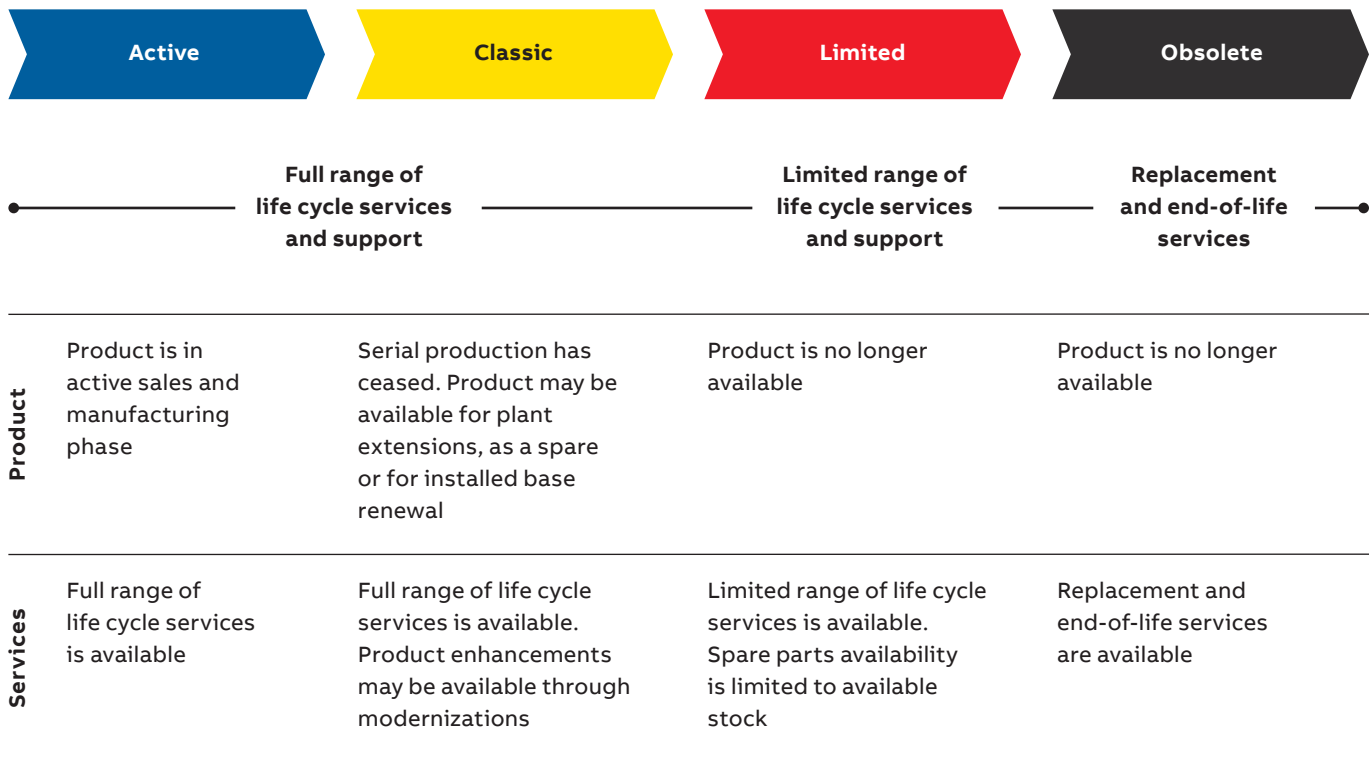 Active
Classic
Limited
Obsolete
Full range of
life cycle services
and support
Limited range of
life cycle services
and support
Replacement
and end-of-life
services
Product
Product is in
active sales and
manufacturing
phase
Serial production has
ceased. Product may be
available for plant
extensions, as a spare
or for installed base
renewal
Product is no longer
available
Product is no longer
available
Services
Full range of
life cycle services
is available
Full range of life cycle
services is available.
Product enhancements
may be available through
modernizations
Limited range of life cycle
services is available.
Spare parts availability
is limited to available
stock
Replacement and
end-of-life services
are available